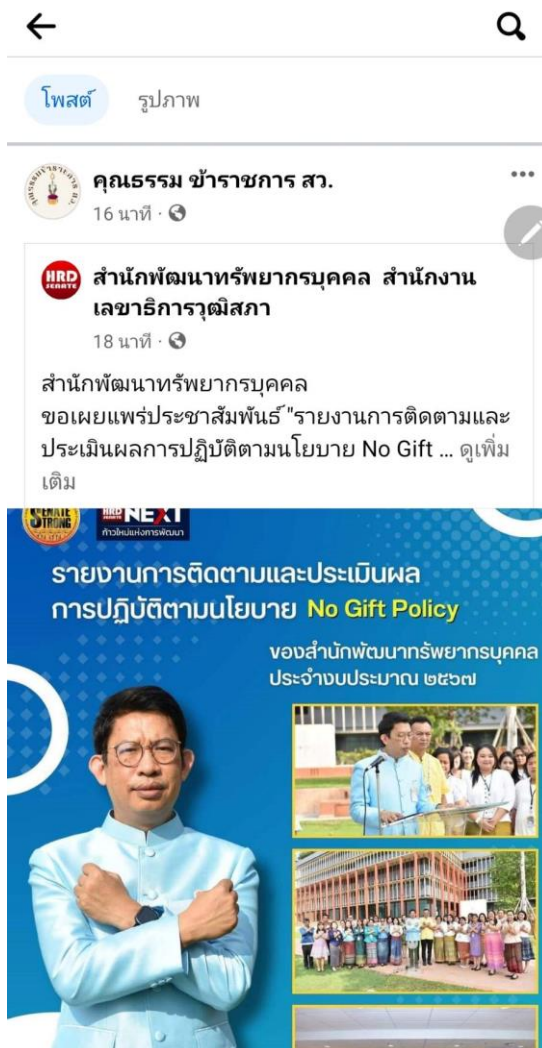 โพสต์ รูปภาพ
คุณธรรม ข้าราชการ สว.
16 นาที ·
HRD
SENATE
สำนักพัฒนาทรัพยากรบุคคล สำนักงาน
เลขาธิการวุฒิสภา
18 นาที ·
สำนักพัฒนาทรัพยากรบุคคล
ขอเผยแพร่ประชาสัมพันธ์ "รายงานการติดตามและ
ประเมินผลการปฏิบัติตามนโยบาย No Gift ... ดูเพิ่ม
เติม
SENATE
STRONG
HRD
SENATE
NEXT
ก้าวใหม่แห่งการพัฒนา
รายงานการติดตามและประเมินผล
การปฏิบัติตามนโยบาย No Gift Policy
ของสำนักพัฒนาทรัพยากรบุคคล
ประจำงบประมาณ ๒๕๖๗